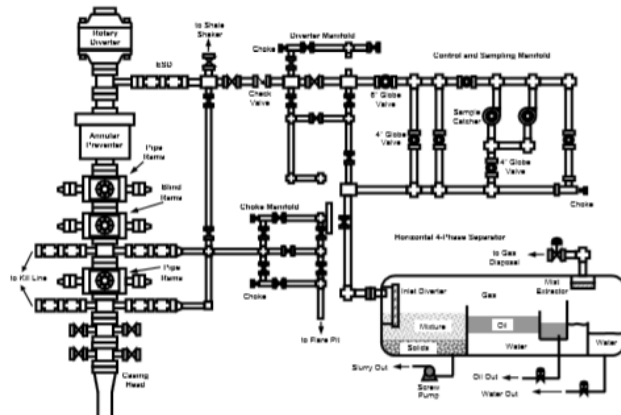 Rotary
Diverter
ESD
to Shale
Shaker
Choke
Diverter Manifold
Check
Valve
6" Globe
Valve
Control and Sampling Manifold
Sample
Catcher
4" Globe
Valve
4" Globe
Valve
Choke
Annular
Preventer
Pipe
Rams
Blind
Rams
Choke Manifold
Choke
to Kill Line
Pipe
Rams
to Flare Pit
Casing
Head
Horizontal 4-Phase Separator
to Gas
Disposal
Mist
Extractor
Inlet Diverter
Gas
Mixture
Oil
Solids
Water
Water
Slurry Out
Screw
Pump
Oil Out
Water Out